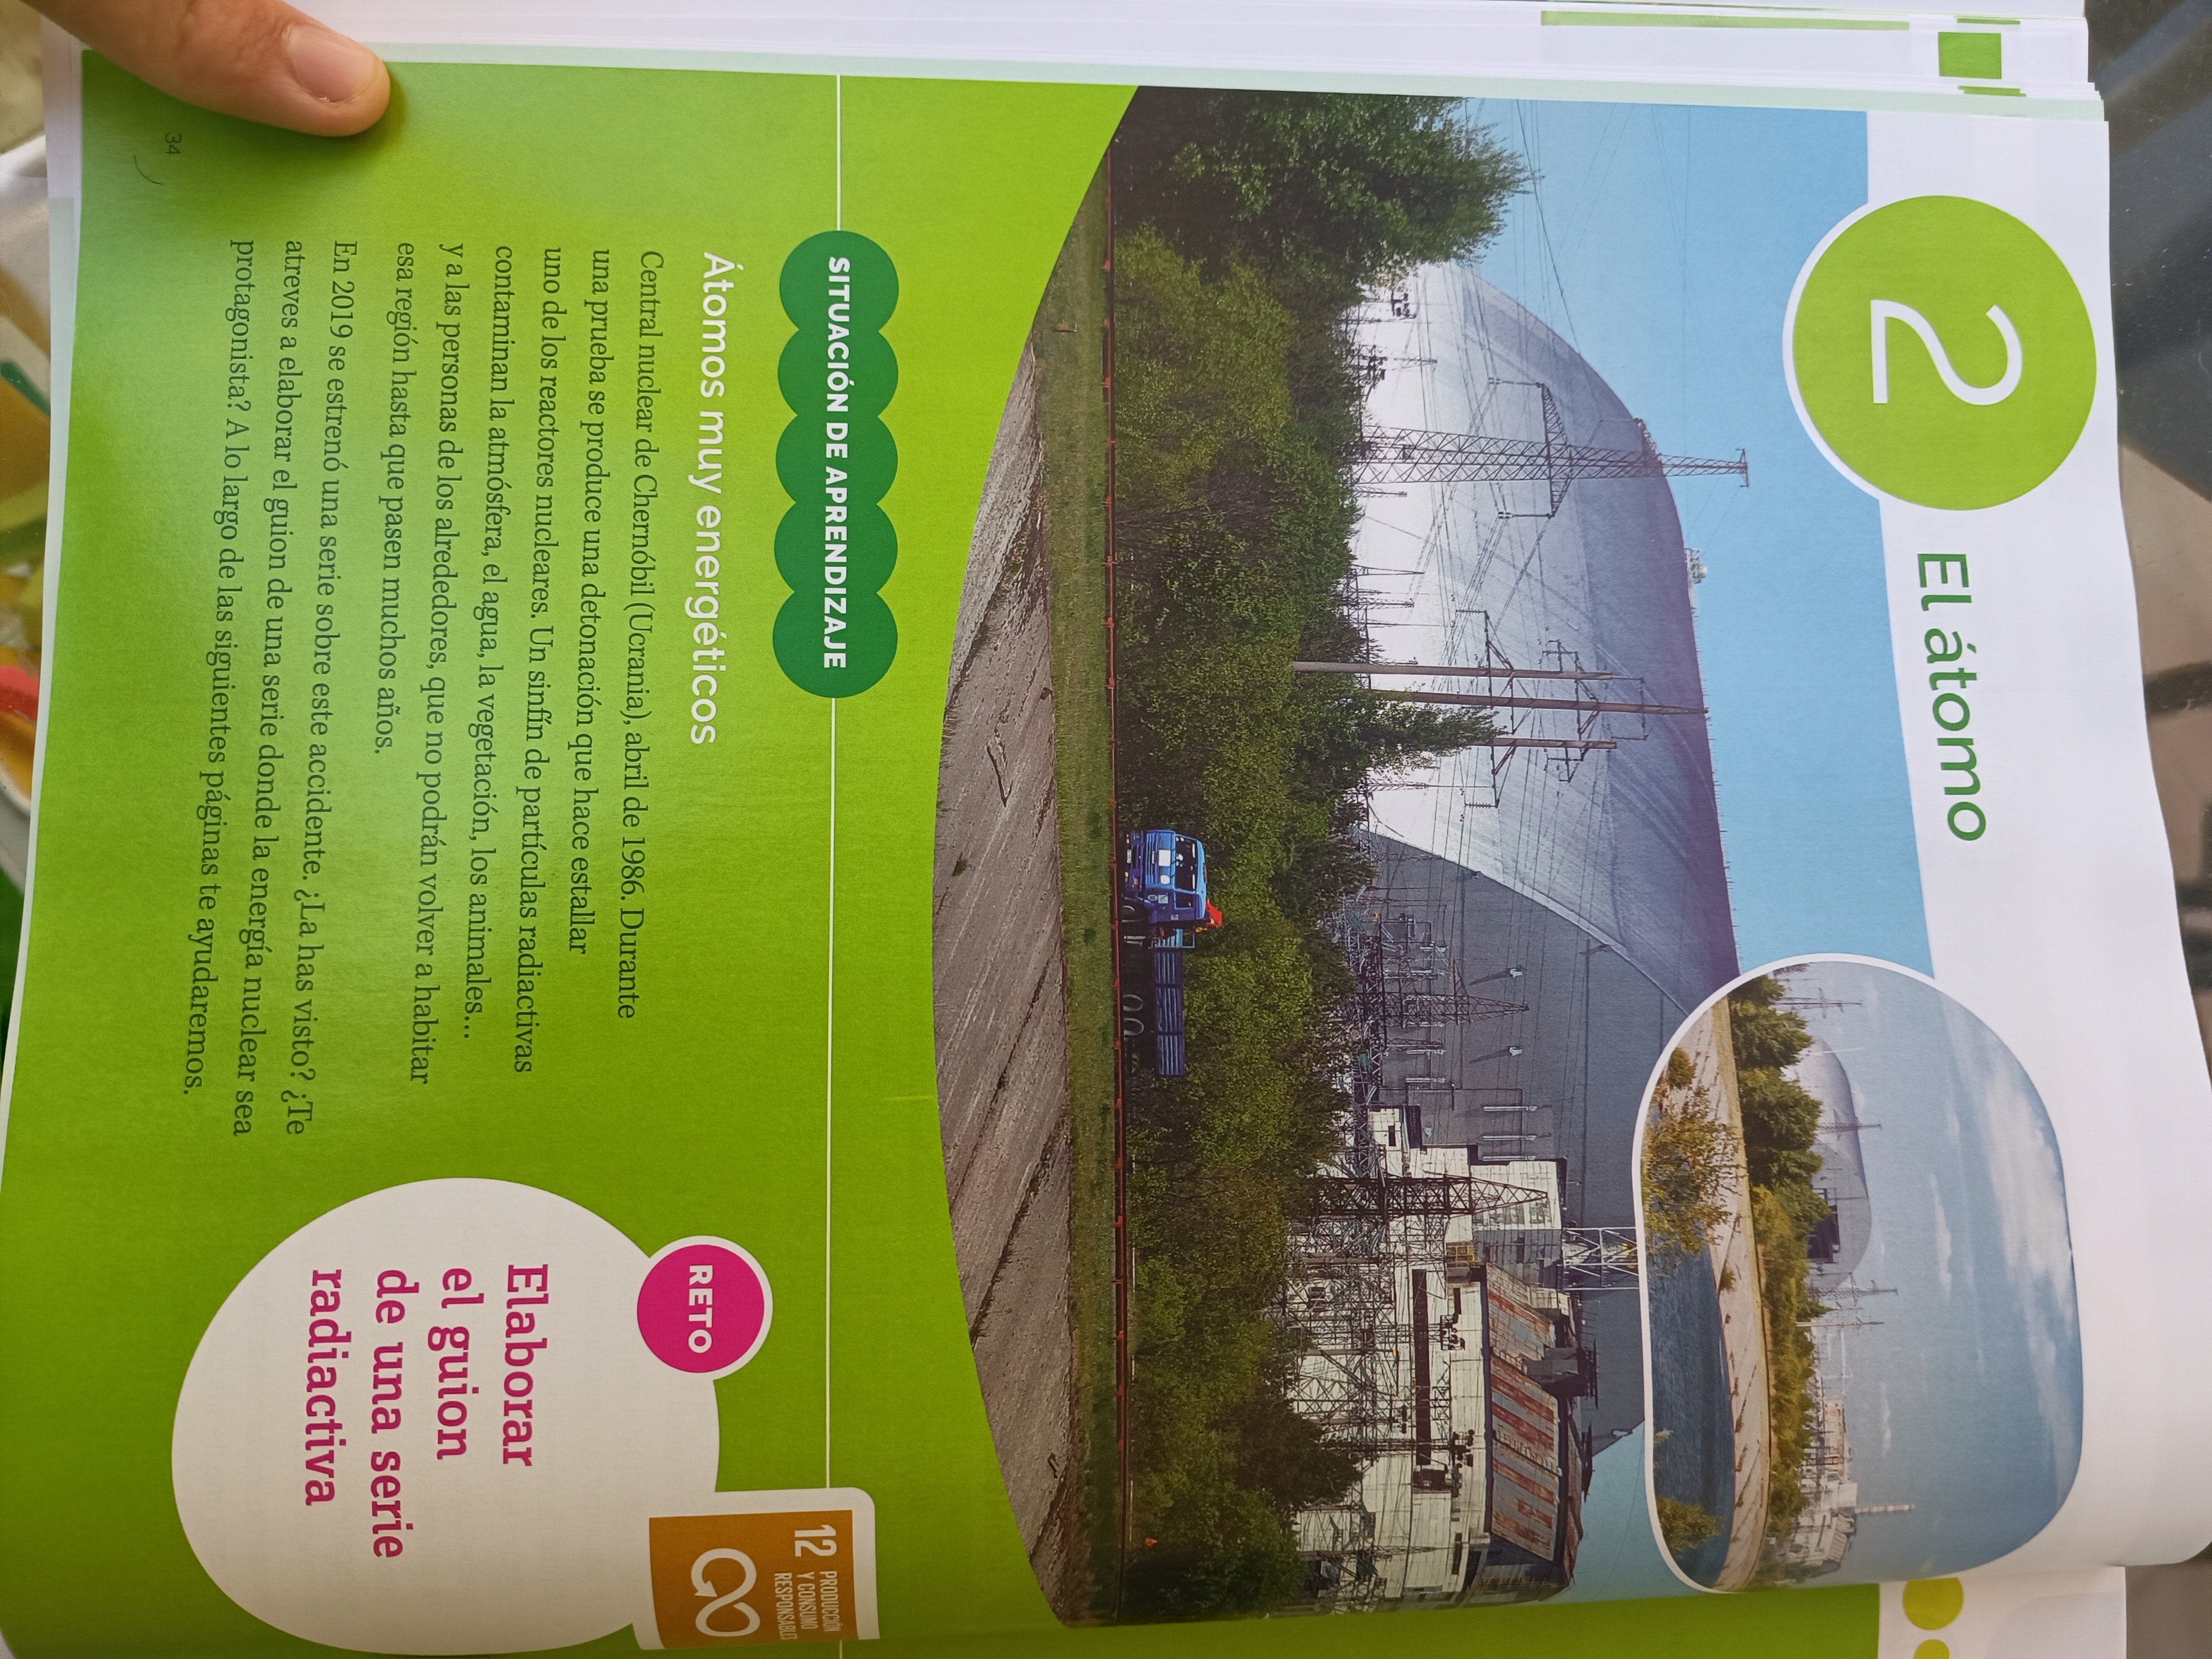 2
El átomo
SITUACIÓN DE APRENDIZAJE
12 PRODUCCIÓN
Y CONSUMO
RESPONSABLES
Átomos muy energéticos
Central nuclear de Chernóbil (Ucrania), abril de 1986. Durante
una prueba se produce una detonación que hace estallar
uno de los reactores nucleares. Un sinfín de partículas radiactivas
contaminan la atmósfera, el agua, la vegetación, los animales...
y a las personas de los alrededores, que no podrán volver a habitar
esa región hasta que pasen muchos años.
En 2019 se estrenó una serie sobre este accidente. ¿La has visto? ¿Te
atreves a elaborar el guion de una serie donde la energía nuclear sea
protagonista? A lo largo de las siguientes páginas te ayudaremos.
RETO
Elaborar
el guion
de una serie
radiactiva
34